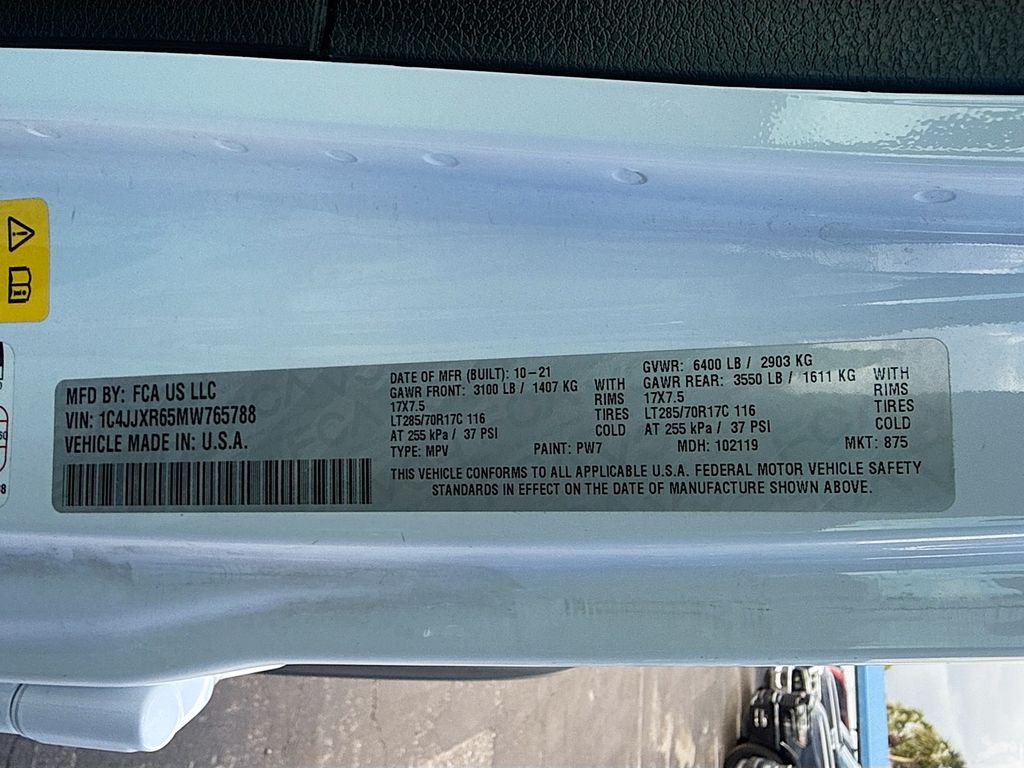 MFD BY: FCA US LLC
VIN: 1C4JJXR65MW765788
VEHICLE MADE IN: U.S.A.
DATE OF MFR (BUILT): 10-21
GAWR FRONT: 3100 LB / 1407 KG WITH
17X7.5 RIMS
LT285/70R17C 116 TIRES
AT 255 kPa / 37 PSI COLD
TYPE: MPV PAINT: PW7
GVWR: 6400 LB / 2903 KG
GAWR REAR: 3550 LB / 1611 KG WITH
17X7.5 RIMS
LT285/70R17C 116 TIRES
AT 255 kPa / 37 PSI COLD
MDH: 102119 MKT: 875
THIS VEHICLE CONFORMS TO ALL APPLICABLE U.S.A. FEDERAL MOTOR VEHICLE SAFETY
STANDARDS IN EFFECT ON THE DATE OF MANUFACTURE SHOWN ABOVE.